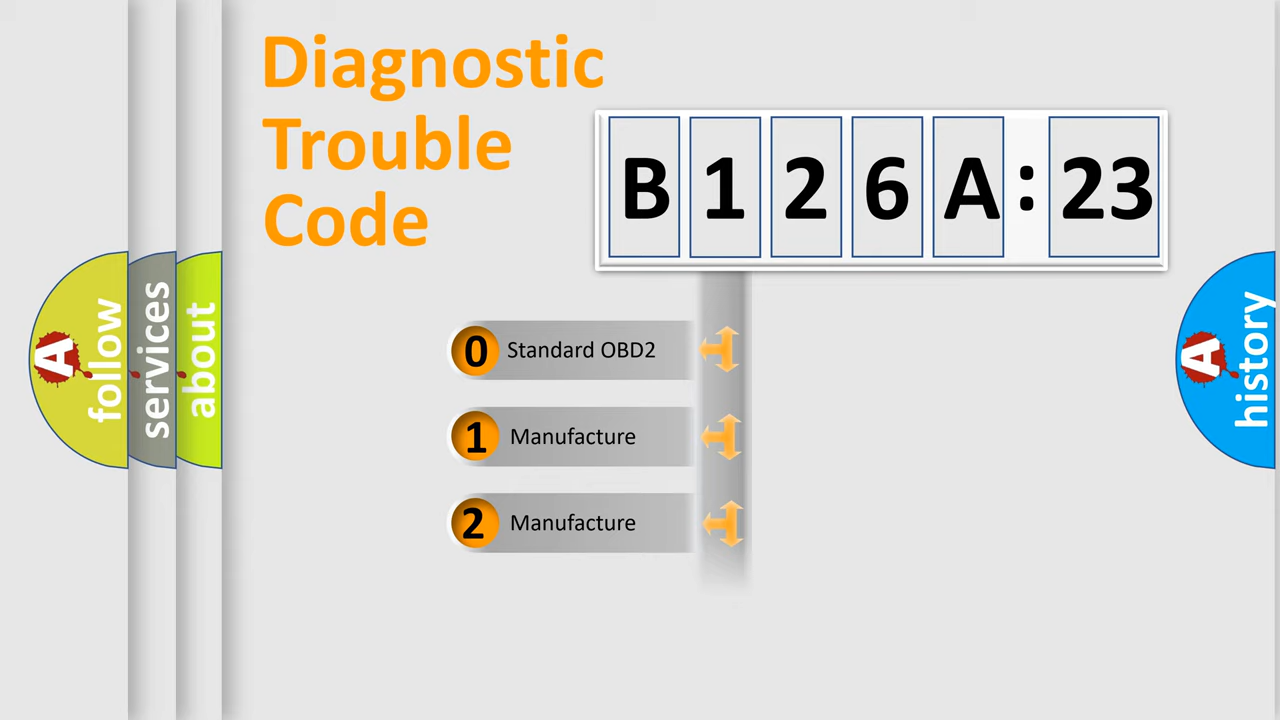 Diagnostic
Trouble
Code
B 1 2 6 A : 23
0 Standard OBD2
1 Manufacture
2 Manufacture
A follow
services
about
A history